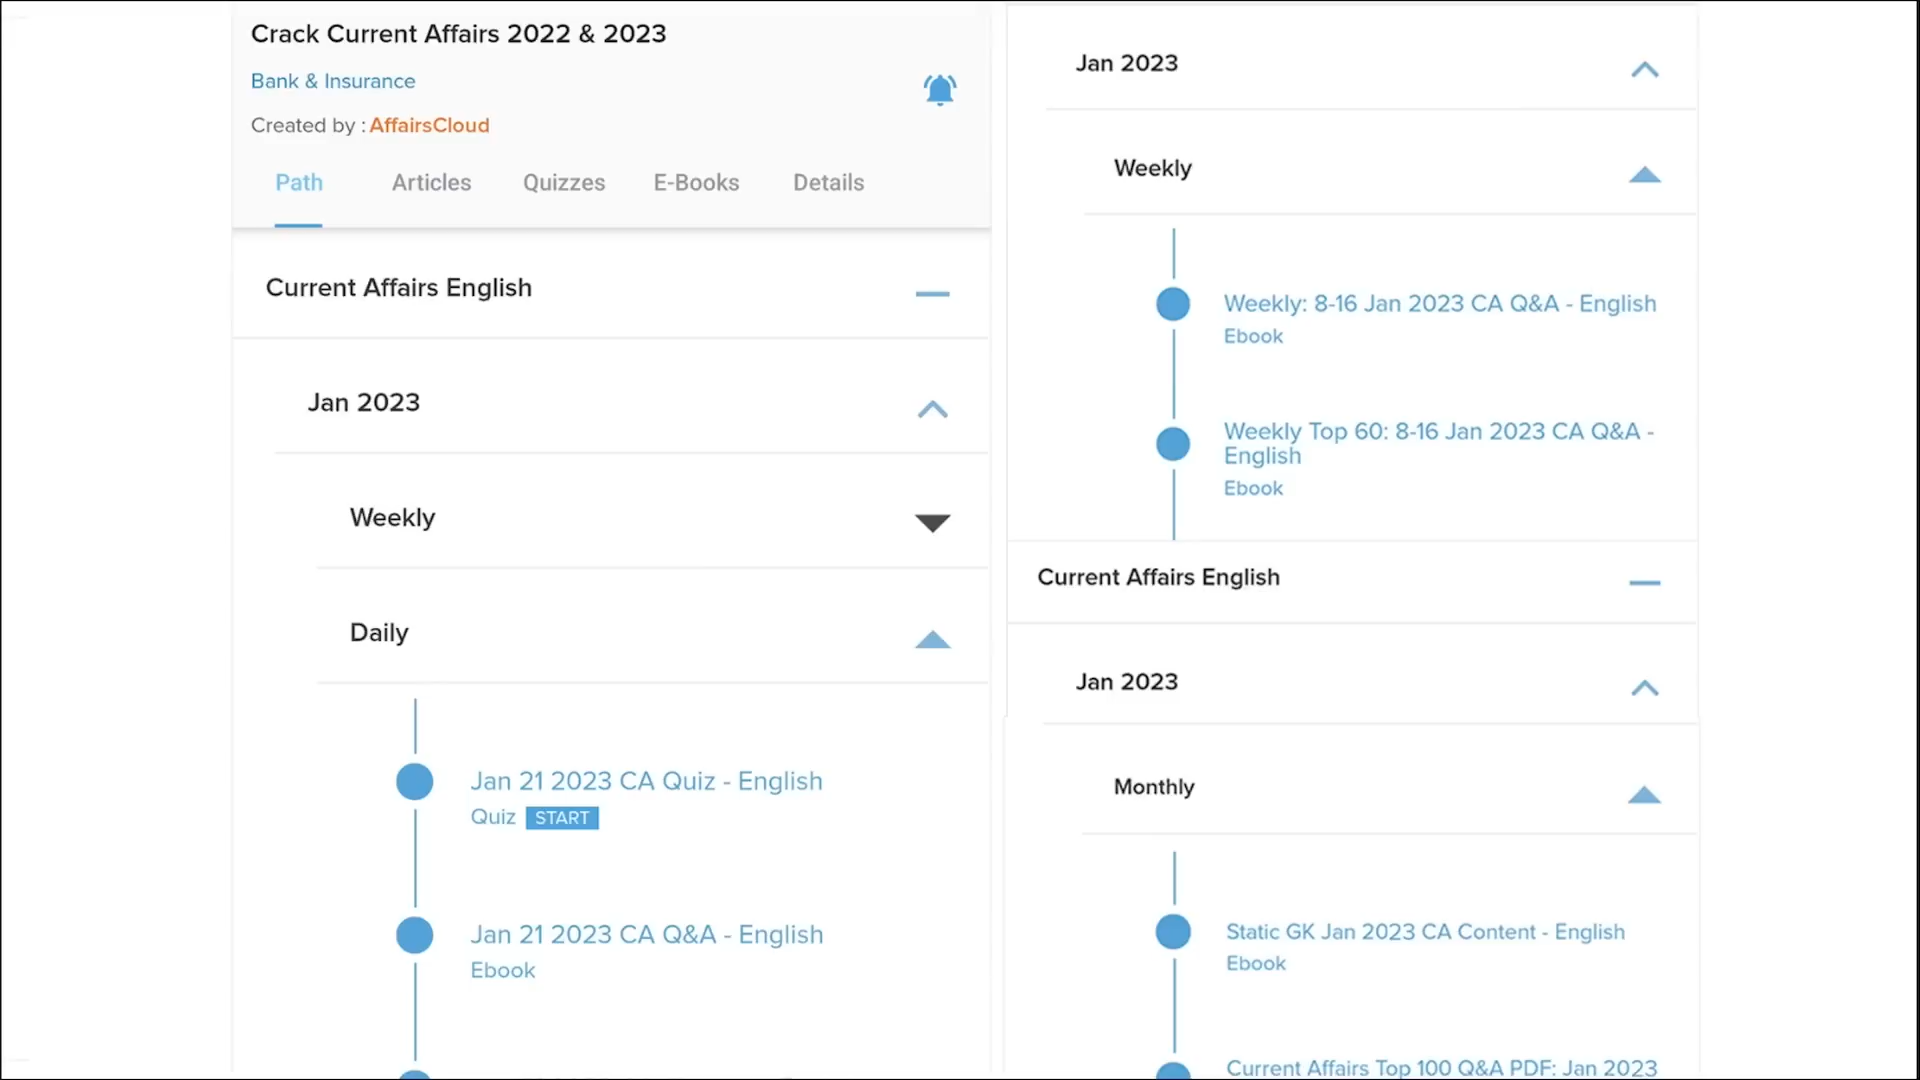 Crack Current Affairs 2022 & 2023
Bank & Insurance
Created by : AffairsCloud
Path Articles Quizzes E-Books Details
Current Affairs English
Jan 2023
Weekly
Daily
Jan 21 2023 CA Quiz - English
Quiz START
Jan 21 2023 CA Q&A - English
Ebook
Jan 2023
Weekly
Weekly: 8-16 Jan 2023 CA Q&A - English
Ebook
Weekly Top 60: 8-16 Jan 2023 CA Q&A -
English
Ebook
Current Affairs English
Jan 2023
Monthly
Static GK Jan 2023 CA Content - English
Ebook
Current Affairs Top 100 Q&A PDF: Jan 2023